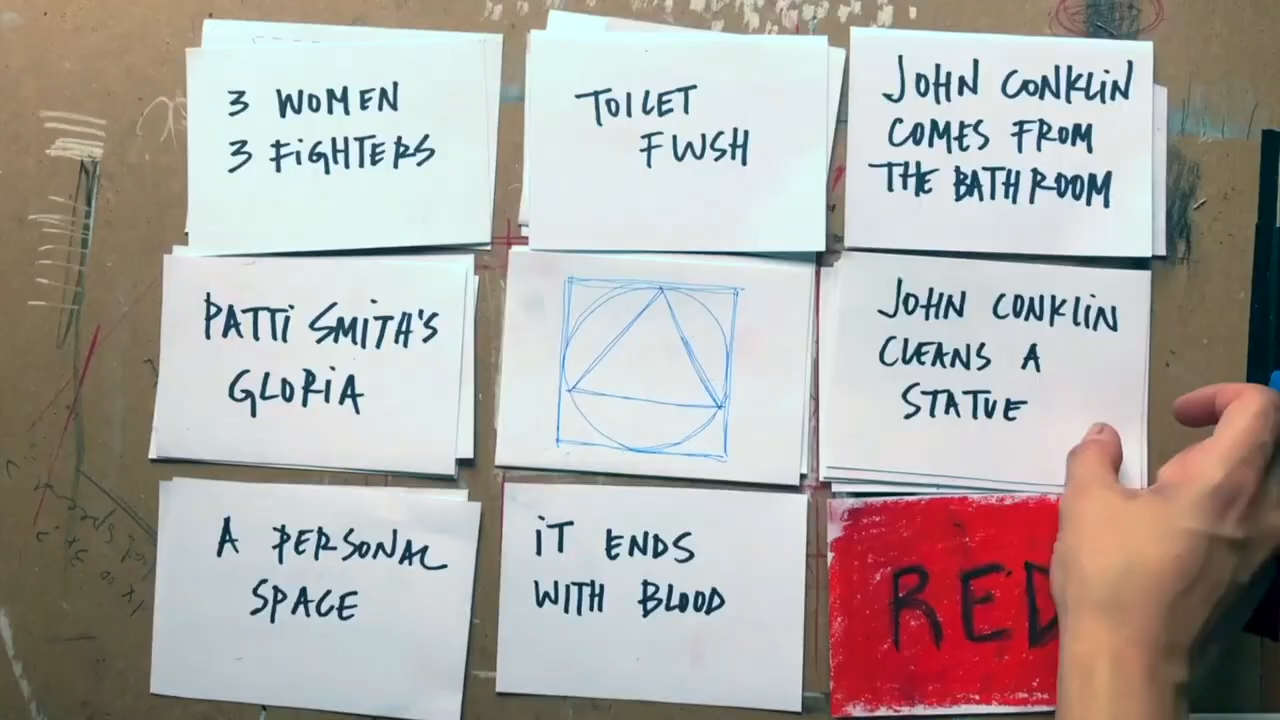 3 WOMEN
3 FiGHTERS
TOILET
FLUSH
JOHN CONKLiN
COMES FROM
THE BATHROOM
PATTi SMiTH'S
GLORiA
JOHN CONKLiN
CLEANS A
STATUE
A PERSONAL
SPACE
iT ENDS
WITH BLOOD
RED